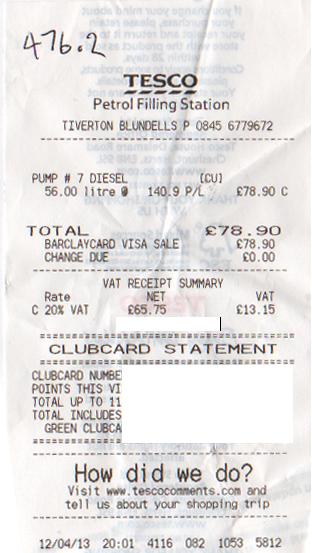 476.2
TESCO
Petrol Filling Station
TIVERTON BLUNDELLS P 0845 6779672
PUMP # 7 DIESEL [CU]
56.00 litre @ 140.9 P/L £78.90 C
TOTAL £78.90
BARCLAYCARD VISA SALE £78.90
CHANGE DUE £0.00
VAT RECEIPT SUMMARY
Rate NET VAT
C 20% VAT £65.75 £13.15
CLUBCARD STATEMENT
CLUBCARD NUMBE
POINTS THIS VI
TOTAL UP TO 11
TOTAL INCLUDES
GREEN CLUBCA
How did we do?
Visit www.tescocomments.com and
tell us about your shopping trip
12/04/13 20:01 4116 082 1053 5812